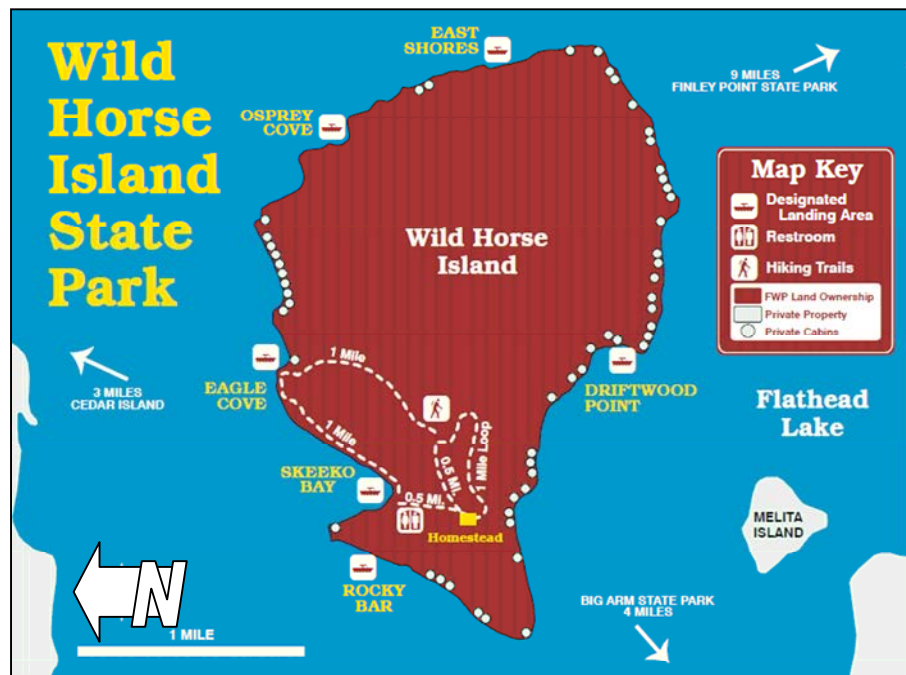 Wild
Horse
Island
State
Park
EAST
SHORES
9 MILES
FINLEY POINT STATE PARK
OSPREY
COVE
Map Key
Designated
Landing Area
Restroom
Hiking Trails
FWP Land Ownership
Private Property
Private Cabins
Wild Horse
Island
3 MILES
CEDAR ISLAND
EAGLE
COVE
1 Mile
DRIFTWOOD
POINT
Flathead
Lake
1 Mile
0.5 Mi.
1 Mile Loop
SKEEKO
BAY
0.5 Mi.
Homestead
MELITA
ISLAND
ROCKY
BAR
BIG ARM STATE PARK
4 MILES
N
1 MILE